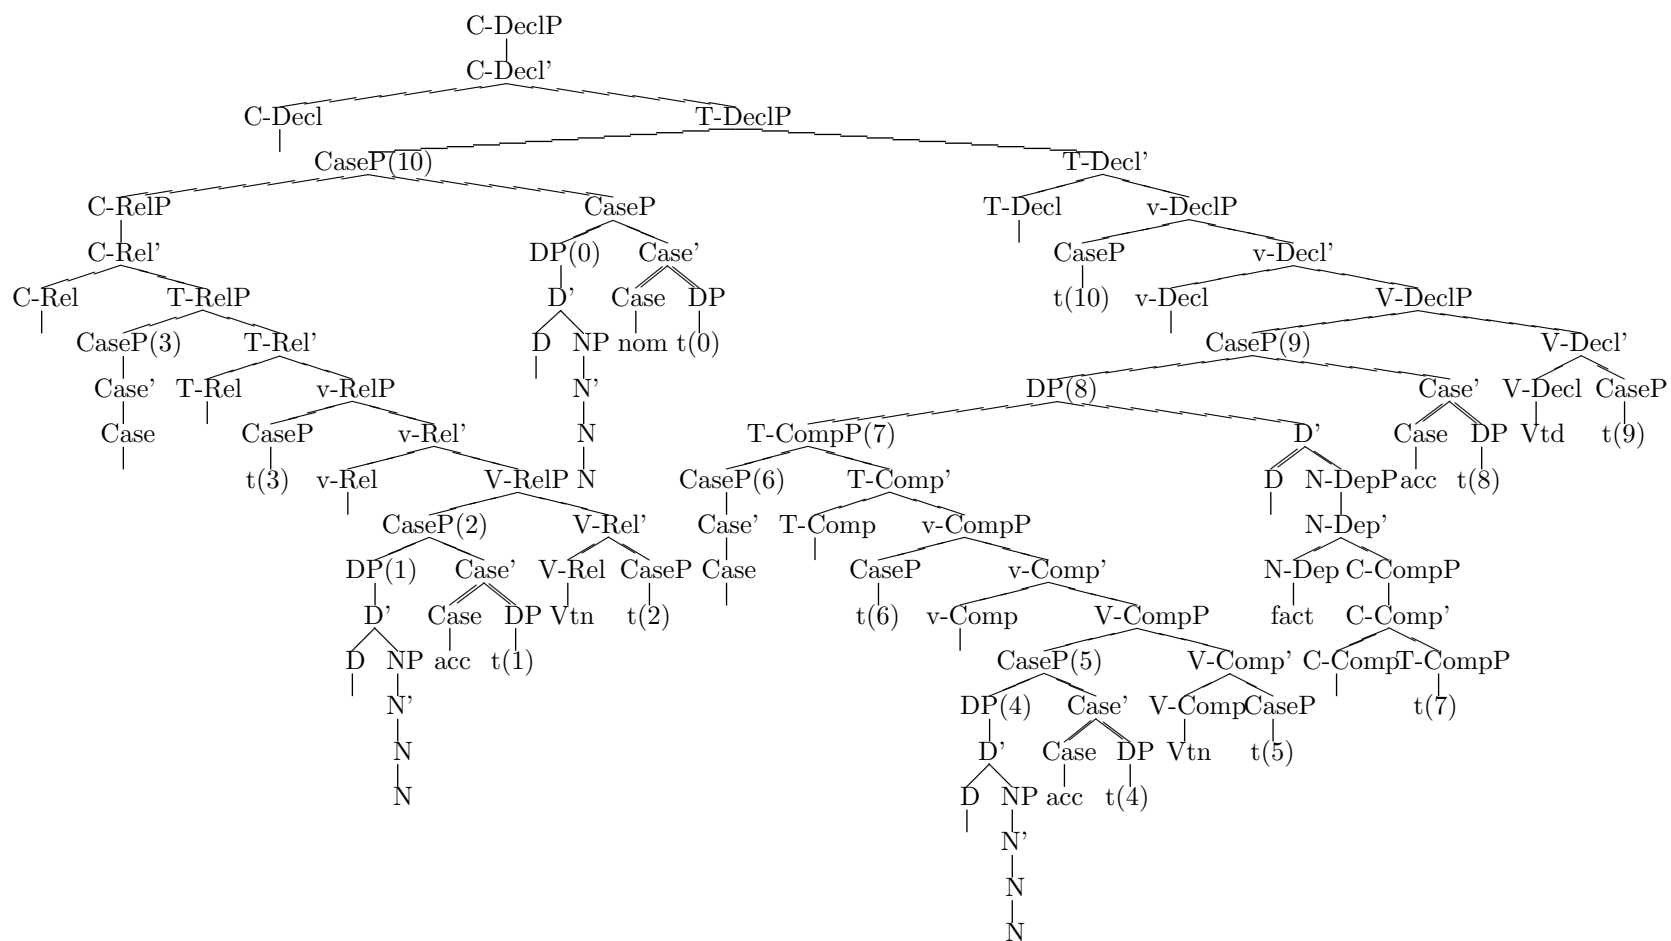 C-DeclP
C-Decl'
C-Decl T-DeclP
CaseP(10) T-Decl'
C-RelP CaseP T-Decl v-DeclP
C-Rel' DP(0) Case' CaseP v-Decl'
C-Rel T-RelP D' Case DP t(10) v-Decl V-DeclP
CaseP(3) T-Rel' D NP nom t(0) CaseP(9) V-Decl'
Case' T-Rel v-RelP N' DP(8) Case' V-Decl CaseP
Case CaseP v-Rel' N T-CompP(7) D' Case DP Vtd t(9)
t(3) v-Rel V-RelP N CaseP(6) T-Comp' D N-DepP acc t(8)
CaseP(2) V-Rel' Case' T-Comp v-CompP N-Dep'
DP(1) Case' V-Rel CaseP Case CaseP v-Comp' N-Dep C-CompP
D' Case DP Vtn t(2) t(6) v-Comp V-CompP fact C-Comp'
D NP acc t(1) CaseP(5) V-Comp' C-Comp T-CompP
N' DP(4) Case' V-Comp CaseP t(7)
N D' Case DP Vtn t(5)
N D NP acc t(4)
N'
N
N